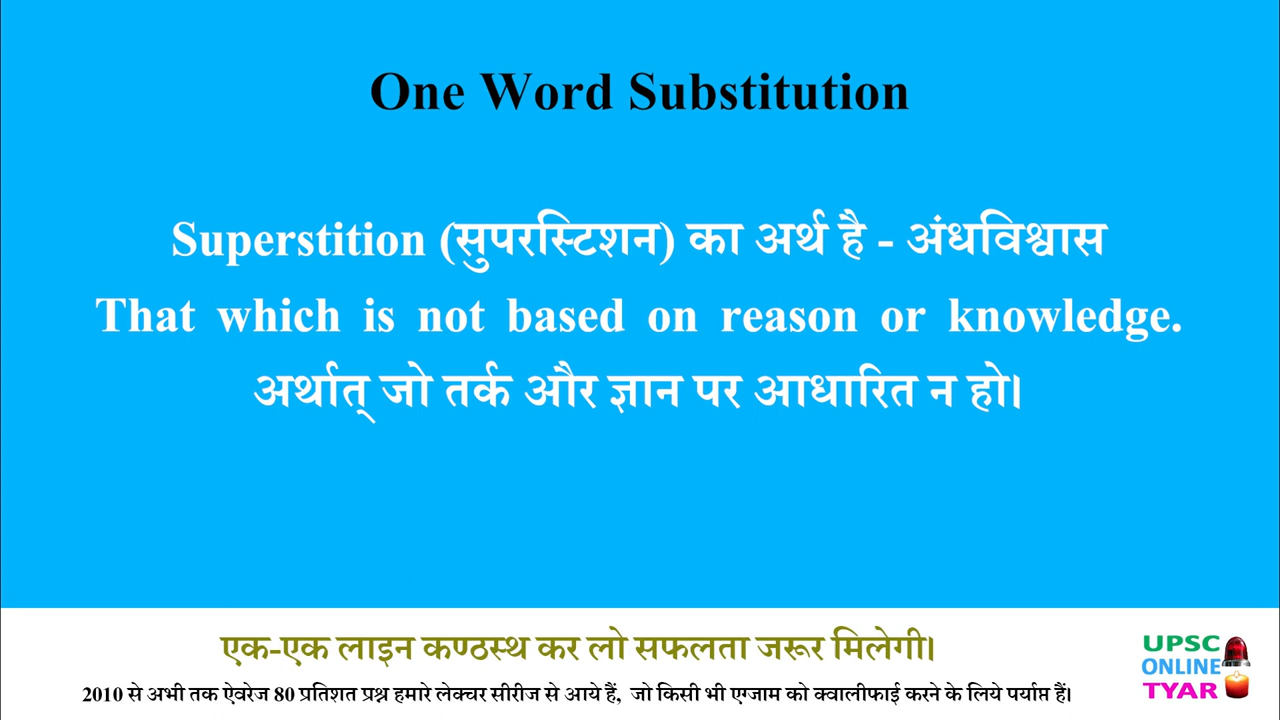 One Word Substitution
Superstition (सुपरस्टिशन) का अर्थ है - अंधविश्वास
That which is not based on reason or knowledge.
अर्थात् जो तर्क और ज्ञान पर आधारित न हो।
एक-एक लाइन कण्ठस्थ कर लो सफलता जरूर मिलेगी।
2010 से अभी तक ऐवरेज 80 प्रतिशत प्रश्न हमारे लेक्चर सीरीज से आये हैं, जो किसी भी एग्जाम को क्वालीफाई करने के लिये पर्याप्त हैं।
UPSC
ONLINE
TYAR